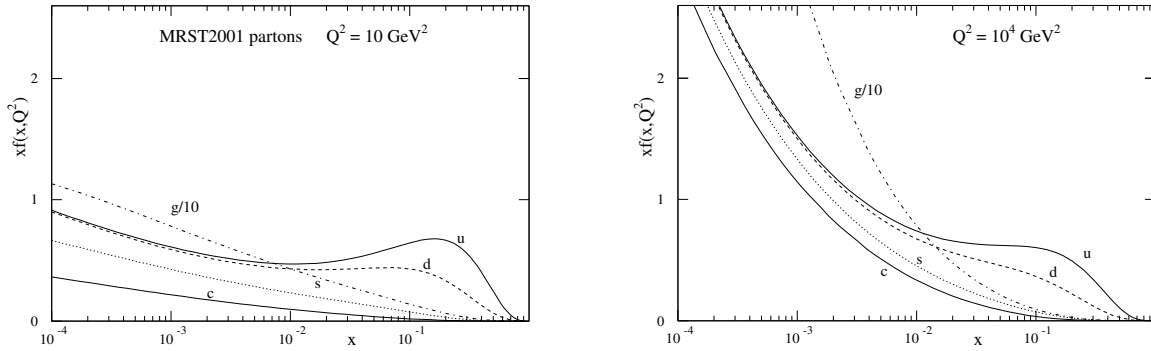 MRST2001 partons Q² = 10 GeV²
xf(x,Q²)
2
1
0
g/10
u
d
s
c
10⁻⁴
10⁻³
10⁻²
10⁻¹
x
Q² = 10⁴ GeV²
xf(x,Q²)
2
1
0
g/10
u
d
s
c
10⁻⁴
10⁻³
10⁻²
10⁻¹
x